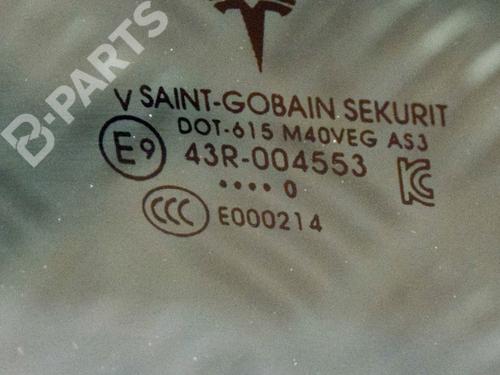 B-PARTS
V SAINT-GOBAIN SEKURIT
DOT-615 M40VEG AS3
E9 43R-004553
•••• 0
CCC E000214